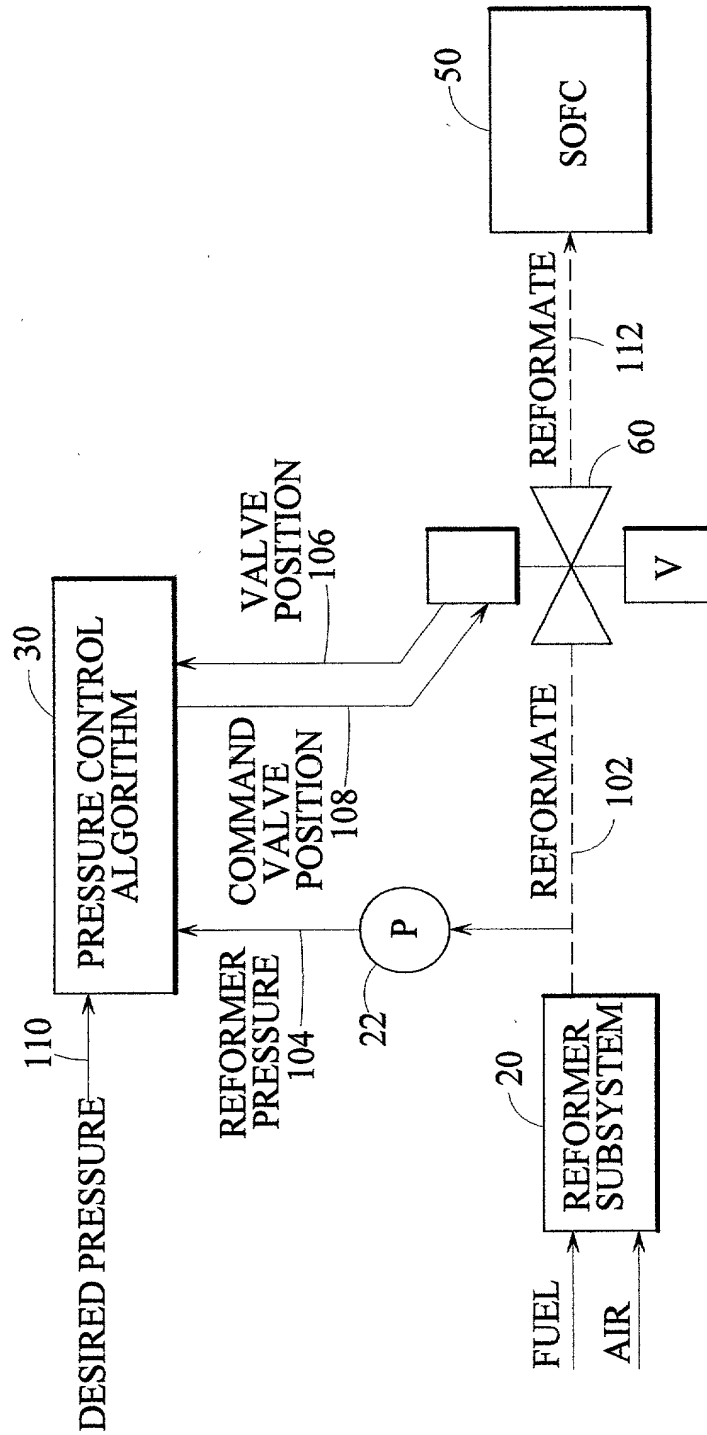 DESIRED PRESSURE
110
30
PRESSURE CONTROL
ALGORITHM
REFORMER
PRESSURE
104
COMMAND
VALVE
POSITION
108
VALVE
POSITION
106
P
22
FUEL
AIR
20
REFORMER
SUBSYSTEM
REFORMATE
102
60
V
REFORMATE
112
50
SOFC